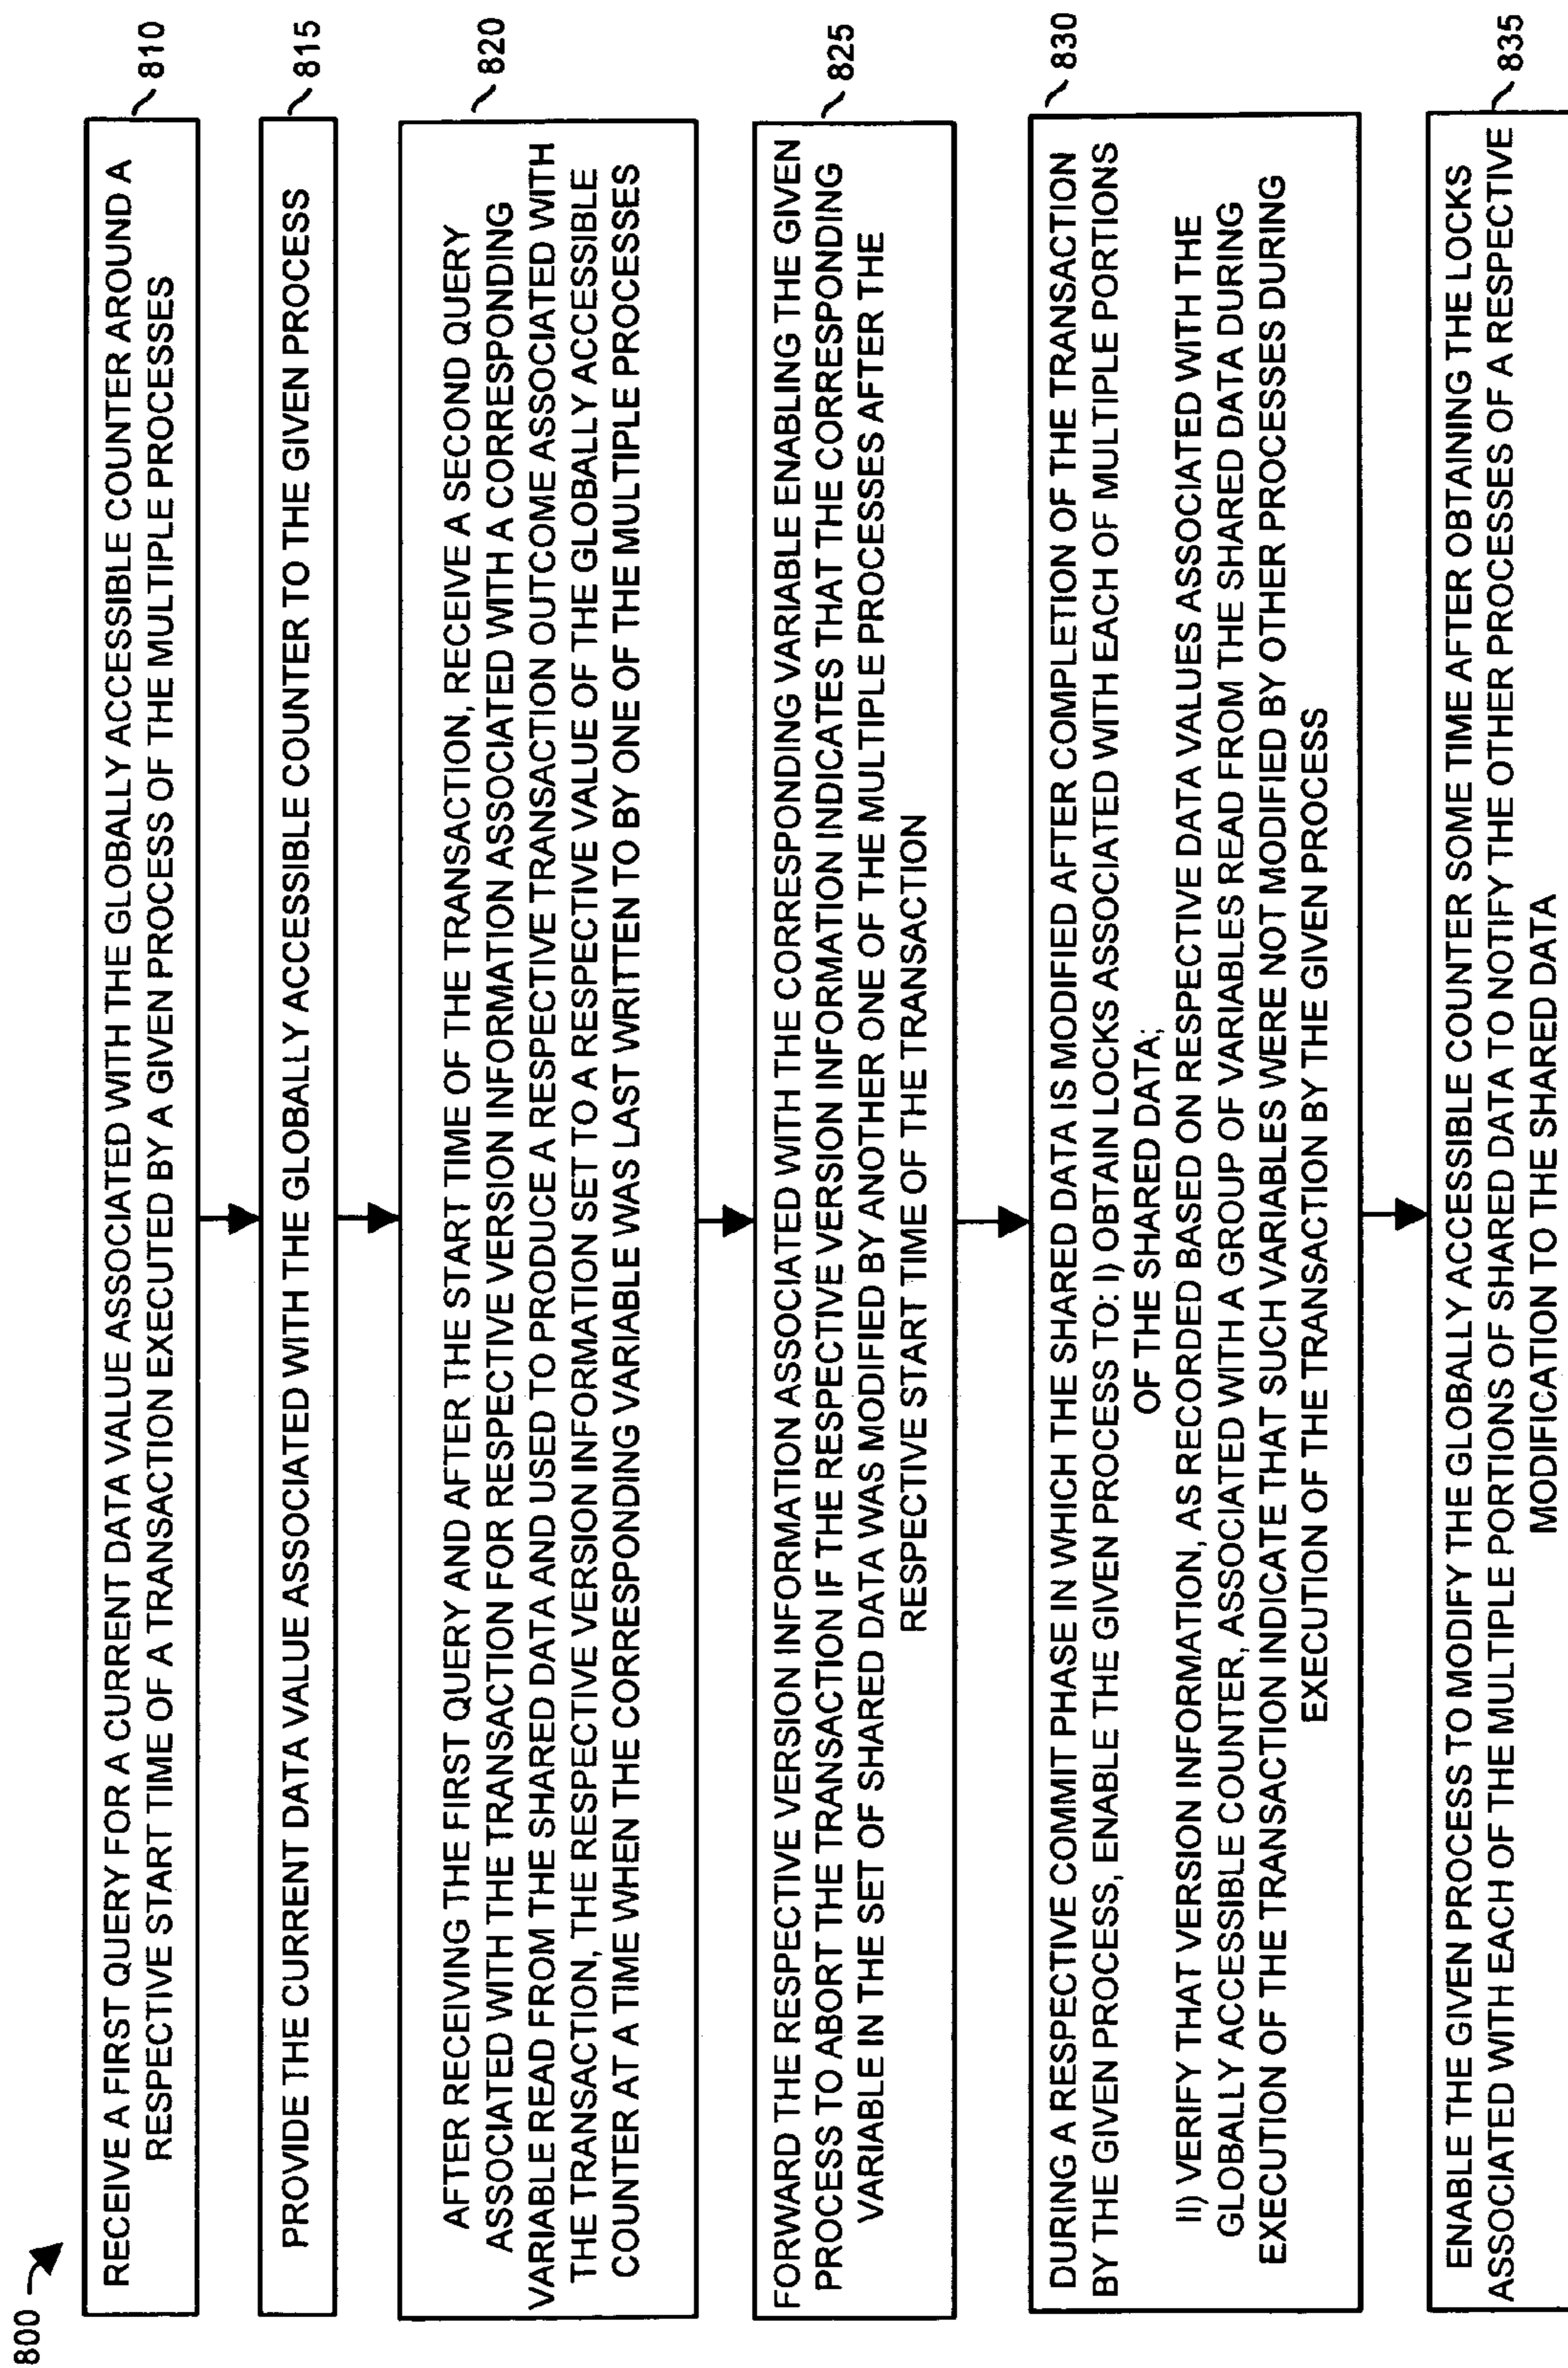 800
RECEIVE A FIRST QUERY FOR A CURRENT DATA VALUE ASSOCIATED WITH THE GLOBALLY ACCESSIBLE COUNTER AROUND A
RESPECTIVE START TIME OF A TRANSACTION EXECUTED BY A GIVEN PROCESS OF THE MULTIPLE PROCESSES
810
PROVIDE THE CURRENT DATA VALUE ASSOCIATED WITH THE GLOBALLY ACCESSIBLE COUNTER TO THE GIVEN PROCESS
815
AFTER RECEIVING THE FIRST QUERY AND AFTER THE START TIME OF THE TRANSACTION, RECEIVE A SECOND QUERY
ASSOCIATED WITH THE TRANSACTION FOR RESPECTIVE VERSION INFORMATION ASSOCIATED WITH A CORRESPONDING
VARIABLE READ FROM THE SHARED DATA AND USED TO PRODUCE A RESPECTIVE TRANSACTION OUTCOME ASSOCIATED WITH
THE TRANSACTION, THE RESPECTIVE VERSION INFORMATION SET TO A RESPECTIVE VALUE OF THE GLOBALLY ACCESSIBLE
COUNTER AT A TIME WHEN THE CORRESPONDING VARIABLE WAS LAST WRITTEN TO BY ONE OF THE MULTIPLE PROCESSES
820
FORWARD THE RESPECTIVE VERSION INFORMATION ASSOCIATED WITH THE CORRESPONDING VARIABLE ENABLING THE GIVEN
PROCESS TO ABORT THE TRANSACTION IF THE RESPECTIVE VERSION INFORMATION INDICATES THAT THE CORRESPONDING
VARIABLE IN THE SET OF SHARED DATA WAS MODIFIED BY ANOTHER ONE OF THE MULTIPLE PROCESSES AFTER THE
RESPECTIVE START TIME OF THE TRANSACTION
825
DURING A RESPECTIVE COMMIT PHASE IN WHICH THE SHARED DATA IS MODIFIED AFTER COMPLETION OF THE TRANSACTION
BY THE GIVEN PROCESS, ENABLE THE GIVEN PROCESS TO: I) OBTAIN LOCKS ASSOCIATED WITH EACH OF MULTIPLE PORTIONS
OF THE SHARED DATA;
II) VERIFY THAT VERSION INFORMATION, AS RECORDED BASED ON RESPECTIVE DATA VALUES ASSOCIATED WITH THE
GLOBALLY ACCESSIBLE COUNTER, ASSOCIATED WITH A GROUP OF VARIABLES READ FROM THE SHARED DATA DURING
EXECUTION OF THE TRANSACTION INDICATE THAT SUCH VARIABLES WERE NOT MODIFIED BY OTHER PROCESSES DURING
EXECUTION OF THE TRANSACTION BY THE GIVEN PROCESS
830
ENABLE THE GIVEN PROCESS TO MODIFY THE GLOBALLY ACCESSIBLE COUNTER SOME TIME AFTER OBTAINING THE LOCKS
ASSOCIATED WITH EACH OF THE MULTIPLE PORTIONS OF SHARED DATA TO NOTIFY THE OTHER PROCESSES OF A RESPECTIVE
MODIFICATION TO THE SHARED DATA
835